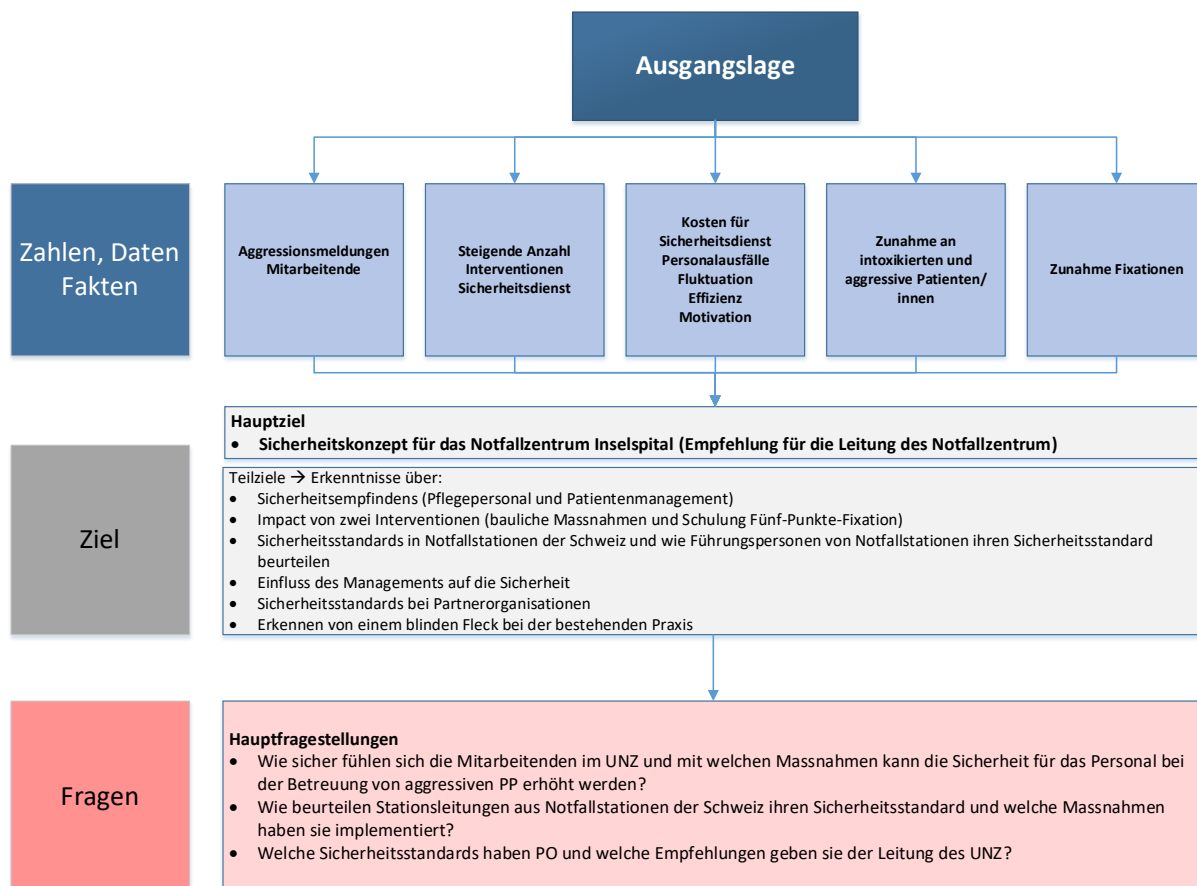 Ausgangslage
Zahlen, Daten
Fakten
Aggressionsmeldungen
Mitarbeitende
Steigende Anzahl
Interventionen
Sicherheitsdienst
Kosten für
Sicherheitsdienst
Personalausfälle
Fluktuation
Effizienz
Motivation
Zunahme an
intoxikierten und
aggressive Patienten/
innen
Zunahme Fixationen
Ziel
Hauptziel
• Sicherheitskonzept für das Notfallzentrum Inselspital (Empfehlung für die Leitung des Notfallzentrum)
Teilziele → Erkenntnisse über:
• Sicherheitsempfindens (Pflegepersonal und Patientenmanagement)
• Impact von zwei Interventionen (bauliche Massnahmen und Schulung Fünf-Punkte-Fixation)
• Sicherheitsstandards in Notfallstationen der Schweiz und wie Führungspersonen von Notfallstationen ihren Sicherheitsstandard
beurteilen
• Einfluss des Managements auf die Sicherheit
• Sicherheitsstandards bei Partnerorganisationen
• Erkennen von einem blinden Fleck bei der bestehenden Praxis
Fragen
Hauptfragestellungen
• Wie sicher fühlen sich die Mitarbeitenden im UNZ und mit welchen Massnahmen kann die Sicherheit für das Personal bei
der Betreuung von aggressiven PP erhöht werden?
• Wie beurteilen Stationsleitungen aus Notfallstationen der Schweiz ihren Sicherheitsstandard und welche Massnahmen
haben sie implementiert?
• Welche Sicherheitsstandards haben PO und welche Empfehlungen geben sie der Leitung des UNZ?